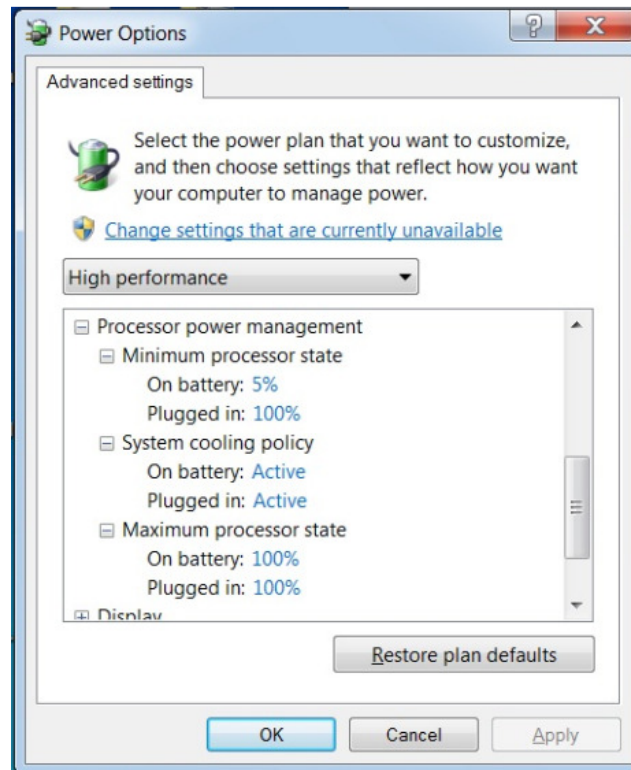 Power Options
Advanced settings
Select the power plan that you want to customize,
and then choose settings that reflect how you want
your computer to manage power.
Change settings that are currently unavailable
High performance
Processor power management
Minimum processor state
On battery: 5%
Plugged in: 100%
System cooling policy
On battery: Active
Plugged in: Active
Maximum processor state
On battery: 100%
Plugged in: 100%
Display
Restore plan defaults
OK
Cancel
Apply